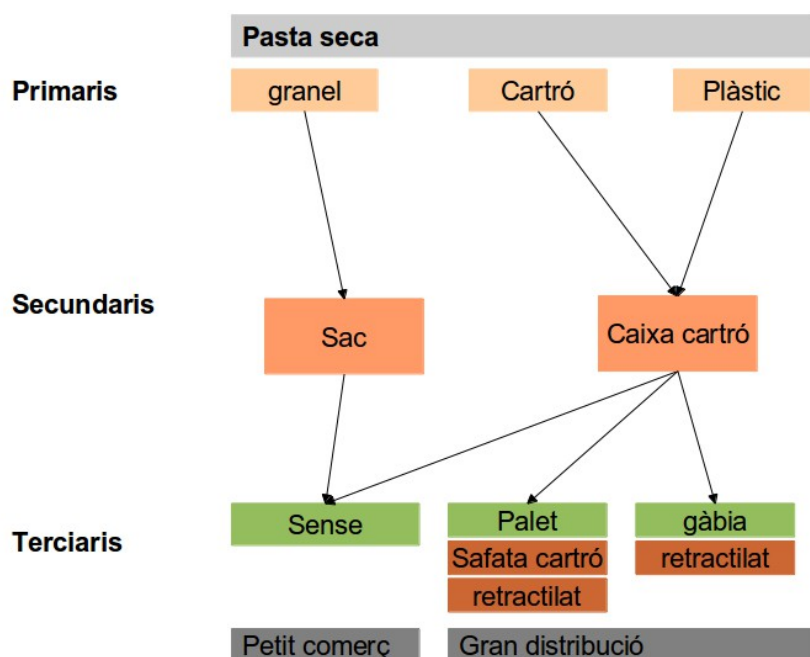 Pasta seca
Primaris
granel
Cartró
Plàstic
Secundaris
Sac
Caixa cartró
Terciaris
Sense
Palet
gàbia
Safata cartró
retractilat
retractilat
Petit comerç
Gran distribució